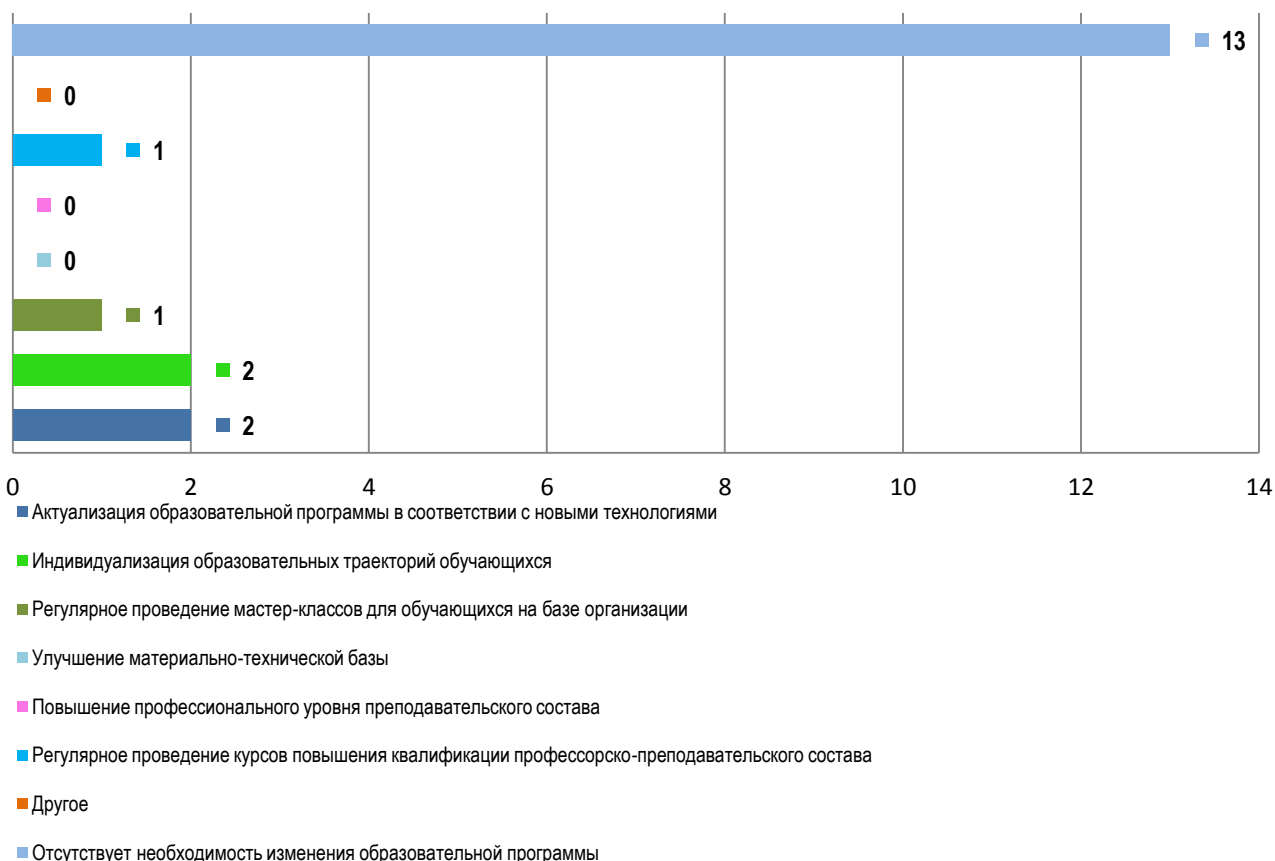 13
0
1
0
0
1
2
2
0 2 4 6 8 10 12 14
Актуализация образовательной программы в соответствии с новыми технологиями
Индивидуализация образовательных траекторий обучающихся
Регулярное проведение мастер-классов для обучающихся на базе организации
Улучшение материально-технической базы
Повышение профессионального уровня преподавательского состава
Регулярное проведение курсов повышения квалификации профессорско-преподавательского состава
Другое
Отсутствует необходимость изменения образовательной программы